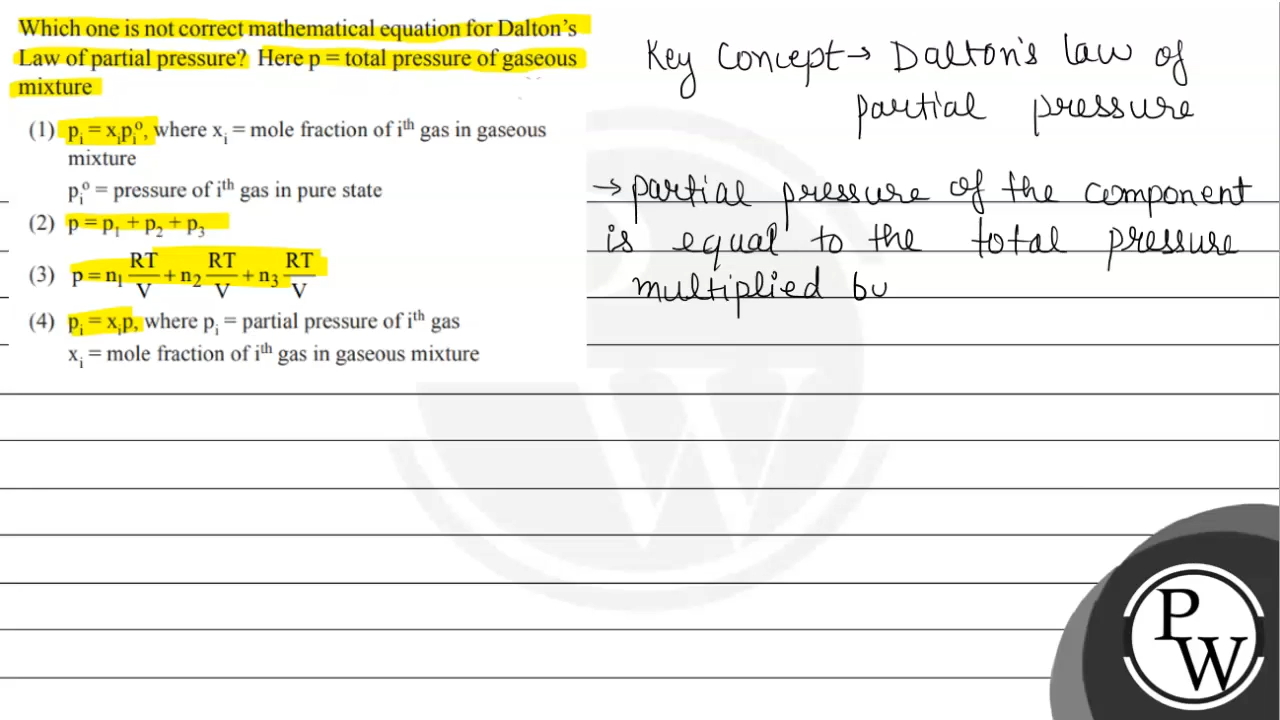 Which one is not correct mathematical equation for Dalton's
Law of partial pressure? Here p = total pressure of gaseous
mixture
(1) pᵢ = xᵢpᵢ⁰, where xᵢ = mole fraction of iᵗʰ gas in gaseous
mixture
pᵢ⁰ = pressure of iᵗʰ gas in pure state
(2) p = p₁ + p₂ + p₃
(3) p = n₁ RT/V + n₂ RT/V + n₃ RT/V
(4) pᵢ = xᵢp, where pᵢ = partial pressure of iᵗʰ gas
xᵢ = mole fraction of iᵗʰ gas in gaseous mixture
Key Concept → Dalton's law of
partial pressure
→ partial pressure of the component
is equal to the total pressure
multiplied bu
PW